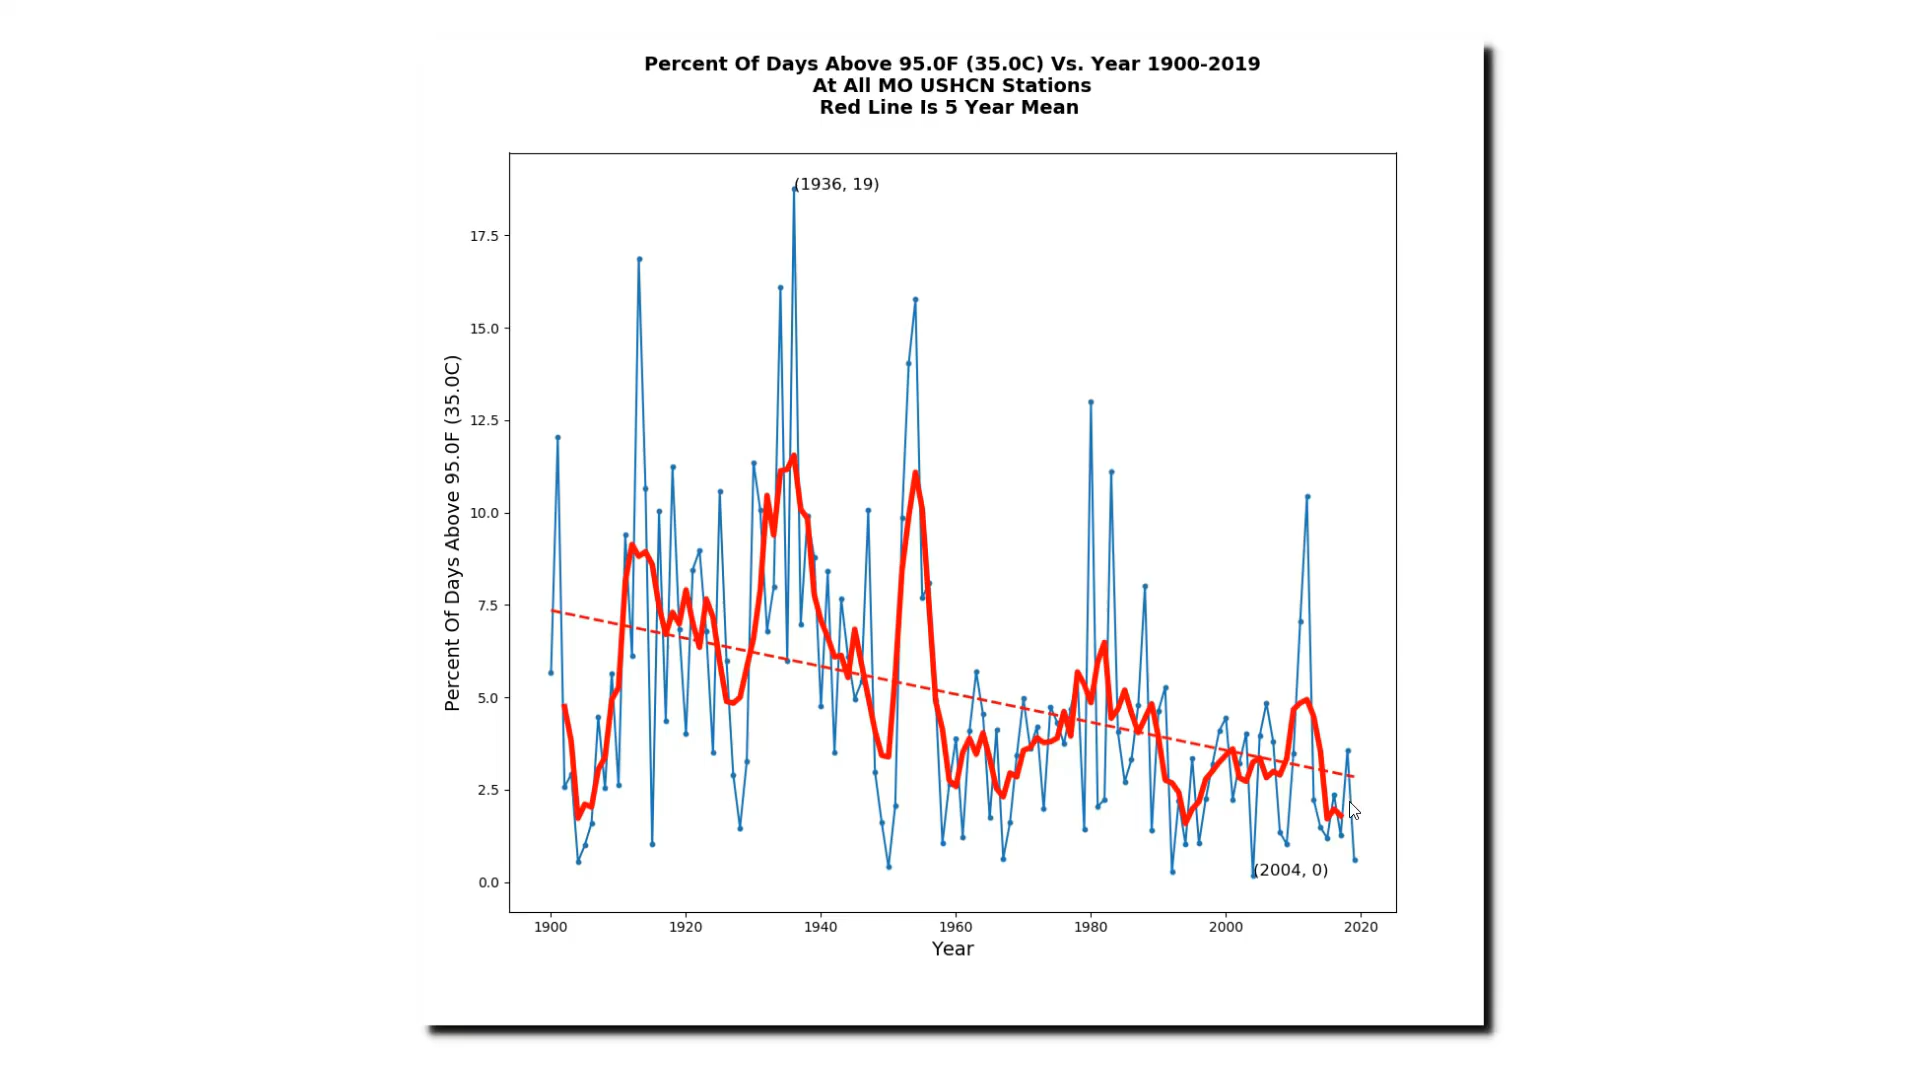 Percent Of Days Above 95.0F (35.0C) Vs. Year 1900-2019
At All MO USHCN Stations
Red Line Is 5 Year Mean
(1936, 19)
17.5
15.0
12.5
10.0
7.5
5.0
2.5
0.0
Percent Of Days Above 95.0F (35.0C)
(2004, 0)
1900 1920 1940 1960 1980 2000 2020
Year